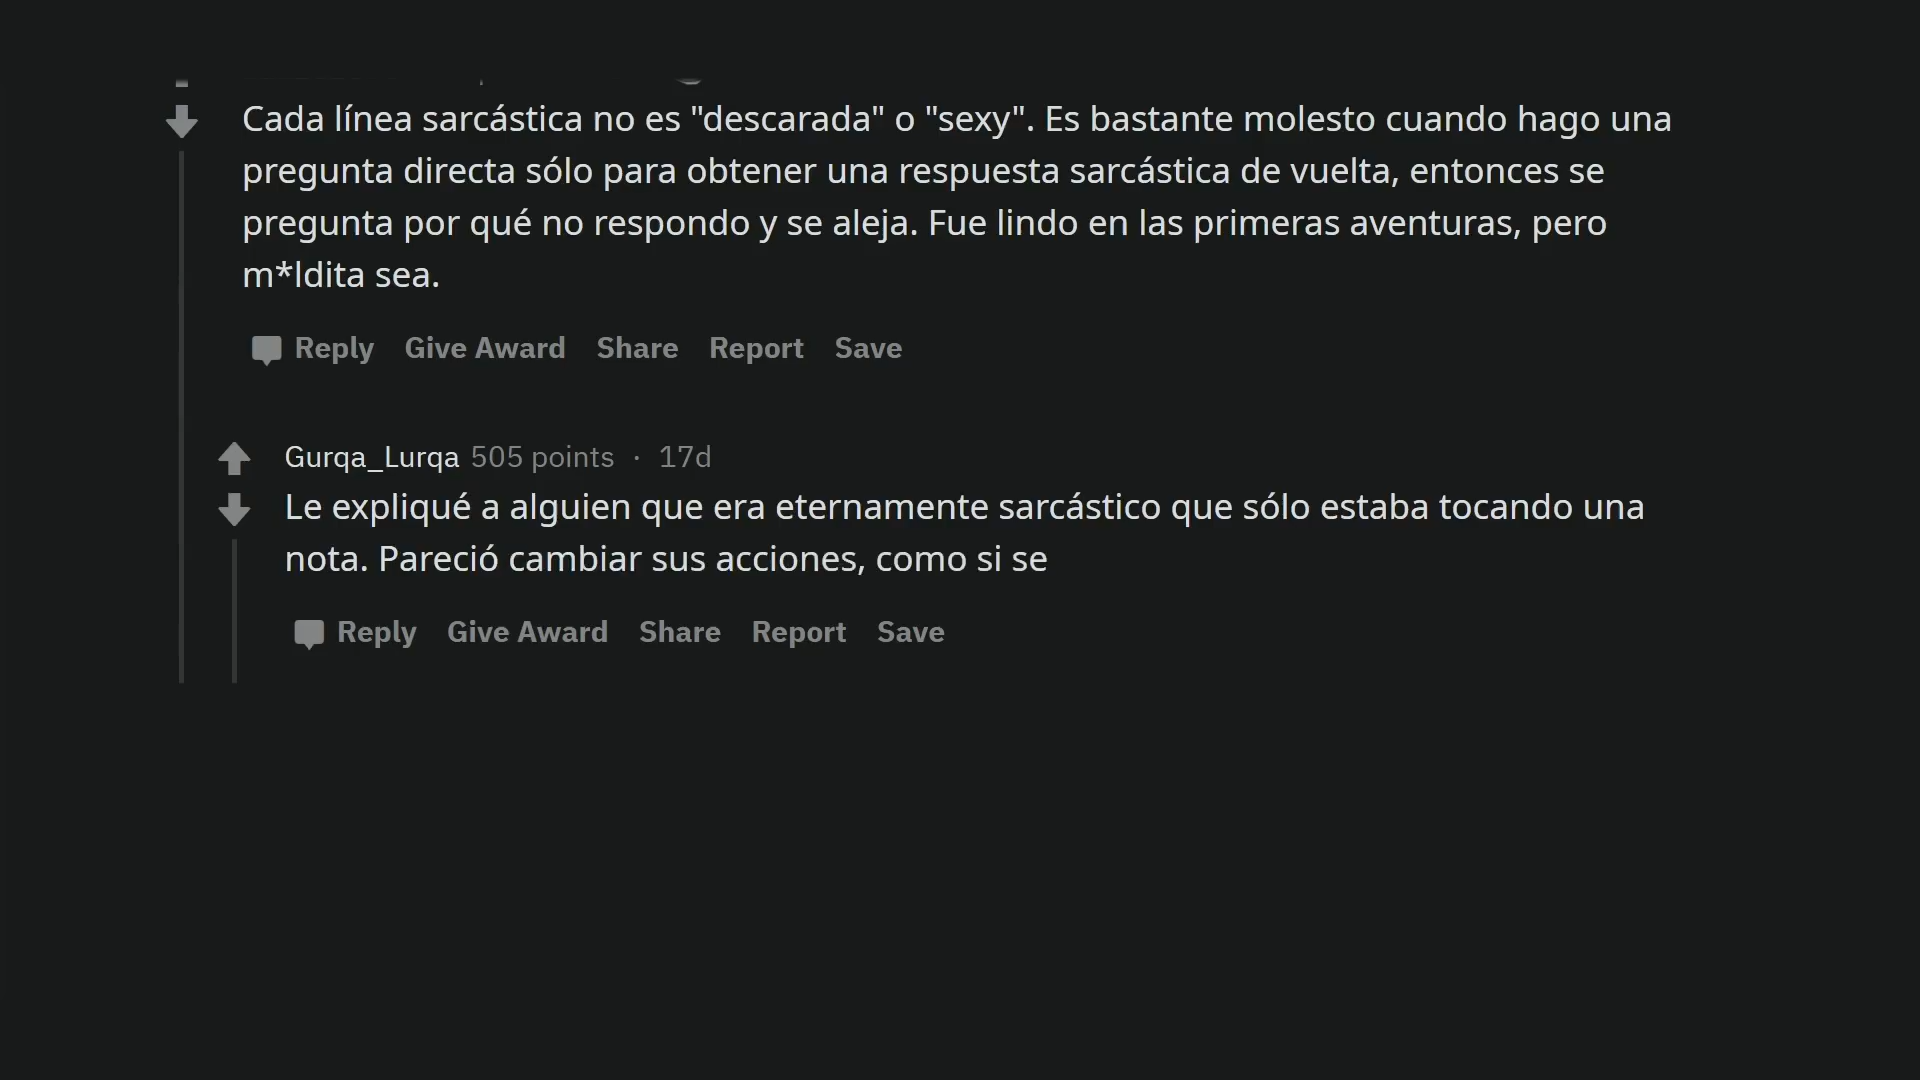 Cada línea sarcástica no es "descarada" o "sexy". Es bastante molesto cuando hago una
pregunta directa sólo para obtener una respuesta sarcástica de vuelta, entonces se
pregunta por qué no respondo y se aleja. Fue lindo en las primeras aventuras, pero
m*ldita sea.
Reply Give Award Share Report Save
Gurqa_Lurqa 505 points · 17d
Le expliqué a alguien que era eternamente sarcástico que sólo estaba tocando una
nota. Pareció cambiar sus acciones, como si se
Reply Give Award Share Report Save